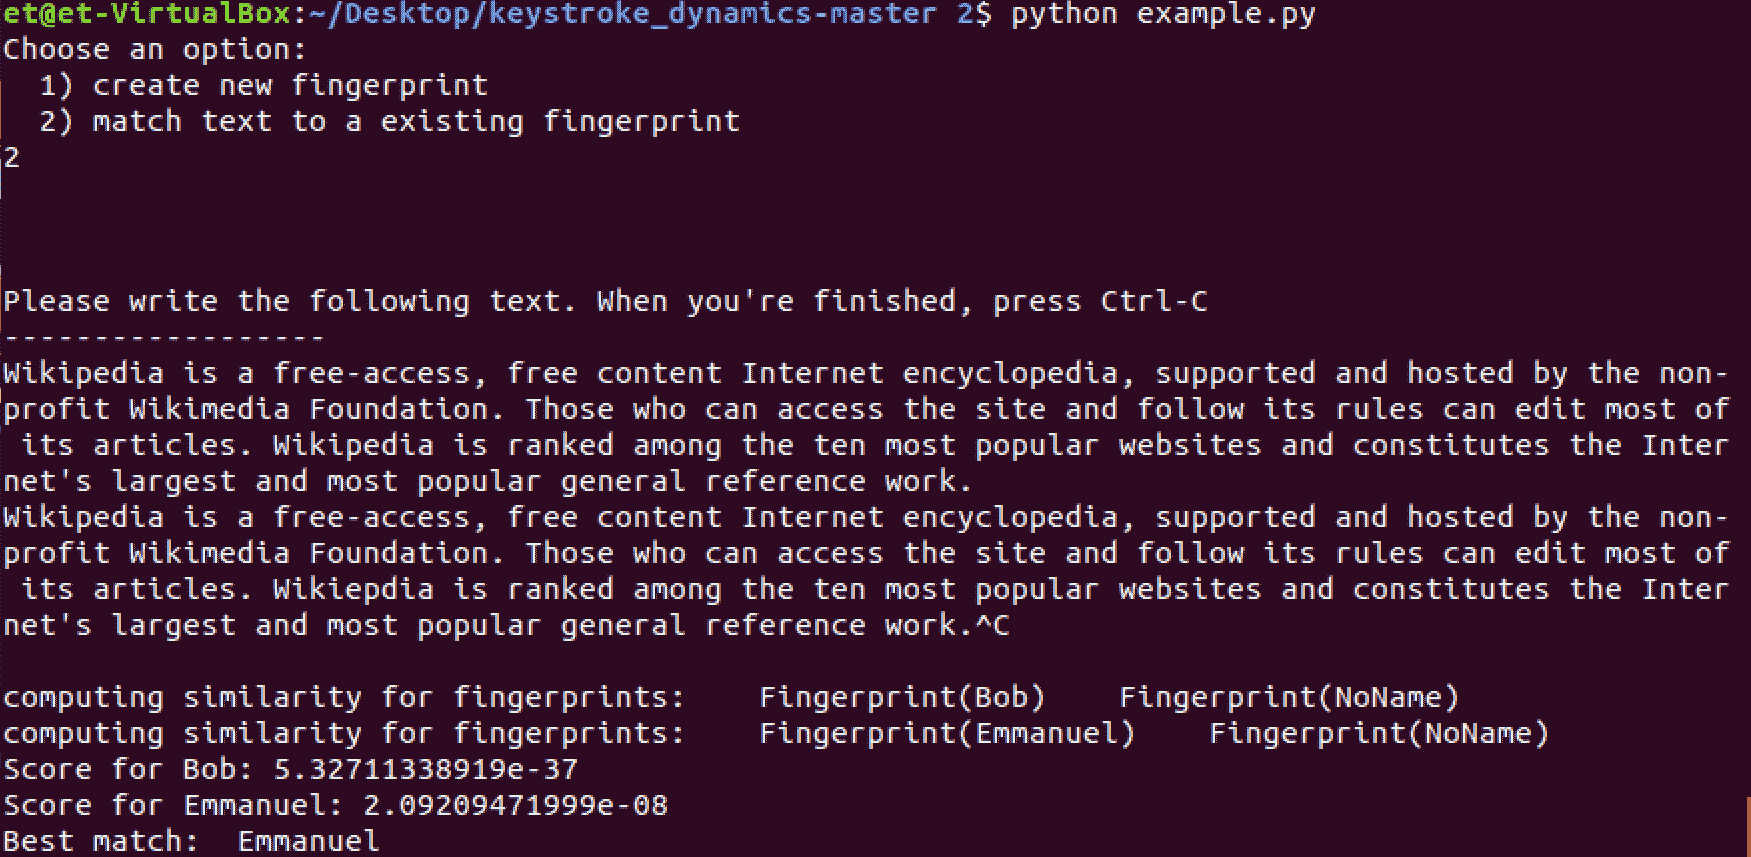 et@et-VirtualBox:~/Desktop/keystroke_dynamics-master 2$ python example.py
Choose an option:
  1) create new fingerprint
  2) match text to a existing fingerprint
2
Please write the following text. When you're finished, press Ctrl-C
------------------
Wikipedia is a free-access, free content Internet encyclopedia, supported and hosted by the non-
profit Wikimedia Foundation. Those who can access the site and follow its rules can edit most of
 its articles. Wikipedia is ranked among the ten most popular websites and constitutes the Inter
net's largest and most popular general reference work.
Wikipedia is a free-access, free content Internet encyclopedia, supported and hosted by the non-
profit Wikimedia Foundation. Those who can access the site and follow its rules can edit most of
 its articles. Wikiepdia is ranked among the ten most popular websites and constitutes the Inter
net's largest and most popular general reference work.^C
computing similarity for fingerprints:    Fingerprint(Bob)    Fingerprint(NoName)
computing similarity for fingerprints:    Fingerprint(Emmanuel)    Fingerprint(NoName)
Score for Bob: 5.32711338919e-37
Score for Emmanuel: 2.09209471999e-08
Best match:  Emmanuel